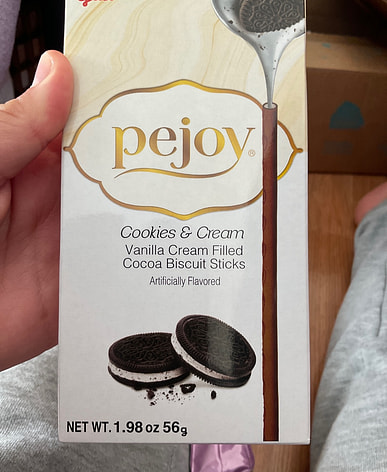 pejoy®
Cookies & Cream
Vanilla Cream Filled
Cocoa Biscuit Sticks
Artificially Flavored
NET WT. 1.98 oz 56g